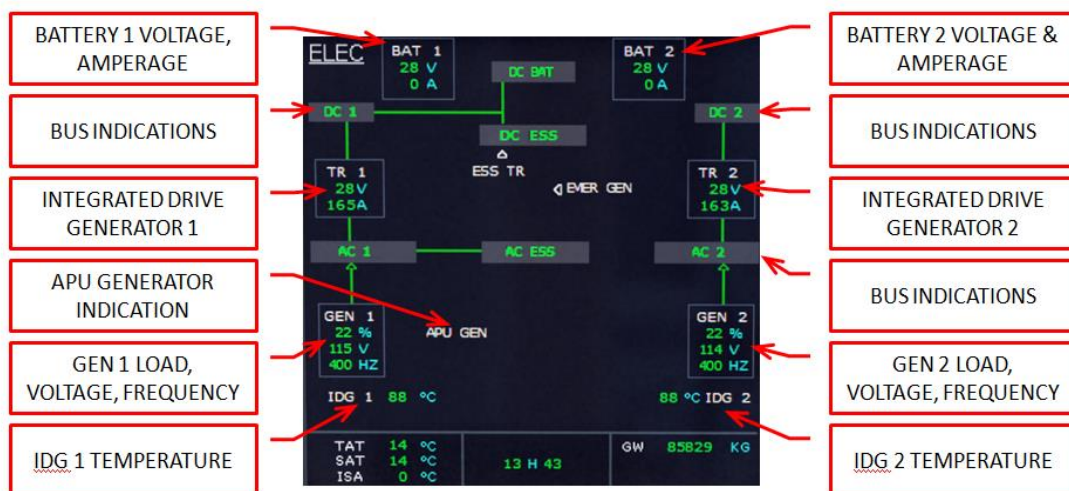 BATTERY 1 VOLTAGE,
AMPERAGE
BUS INDICATIONS
INTEGRATED DRIVE
GENERATOR 1
APU GENERATOR
INDICATION
GEN 1 LOAD,
VOLTAGE, FREQUENCY
IDG 1 TEMPERATURE
ELEC
BAT 1
28 V
0 A
DC BAT
BAT 2
28 V
0 A
DC 1
DC ESS
DC 2
ESS TR
EMER GEN
TR 1
28 V
165 A
TR 2
28 V
163 A
AC 1
AC ESS
AC 2
GEN 1
22 %
115 V
400 HZ
APU GEN
GEN 2
22 %
114 V
400 HZ
IDG 1 88 °C
88 °C IDG 2
TAT 14 °C
SAT 14 °C
ISA 0 °C
13 H 43
GW 85829 KG
BATTERY 2 VOLTAGE &
AMPERAGE
BUS INDICATIONS
INTEGRATED DRIVE
GENERATOR 2
BUS INDICATIONS
GEN 2 LOAD,
VOLTAGE, FREQUENCY
IDG 2 TEMPERATURE